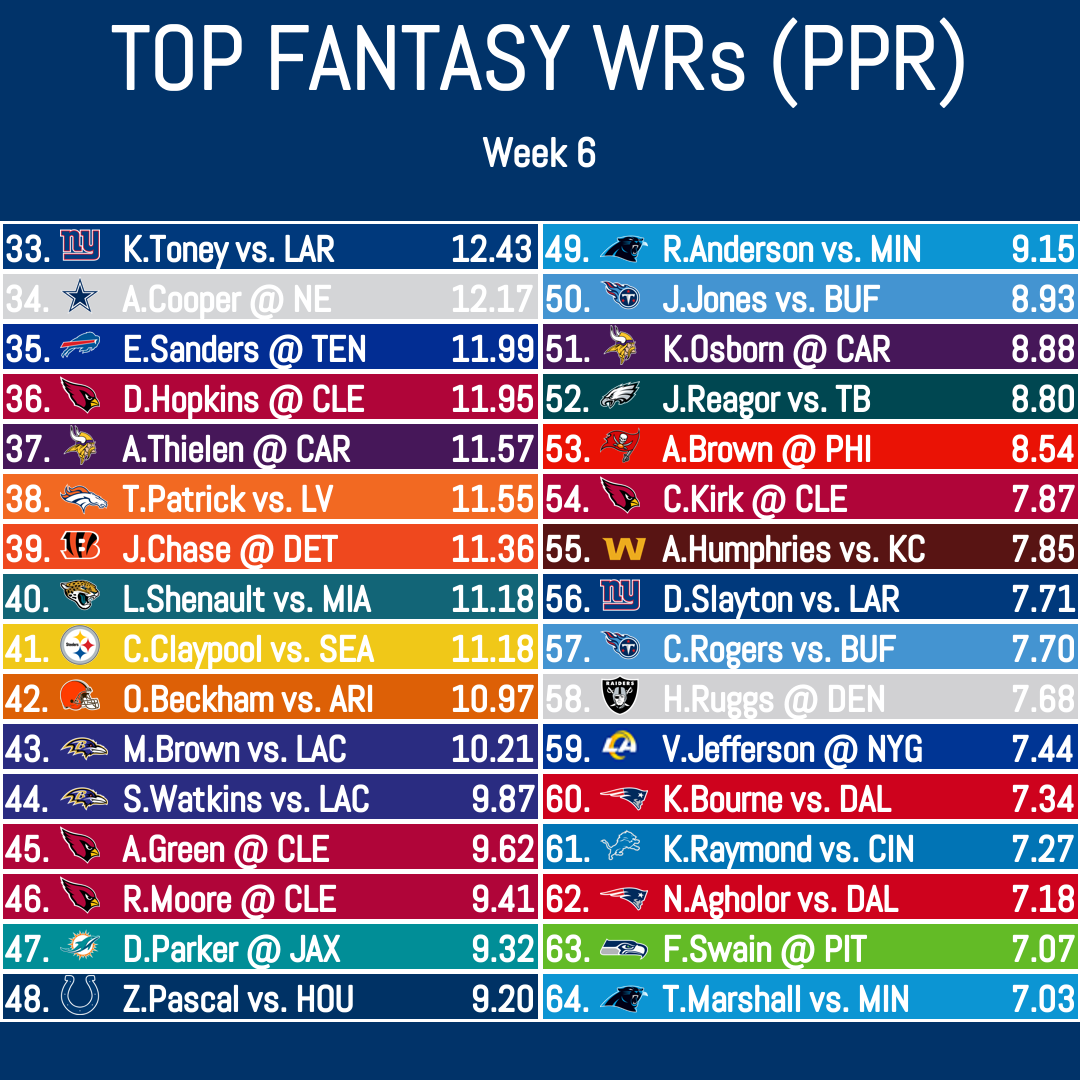 TOP FANTASY WRs (PPR)
Week 6
33. K.Toney vs. LAR 12.43
34. A.Cooper @ NE 12.17
35. E.Sanders @ TEN 11.99
36. D.Hopkins @ CLE 11.95
37. A.Thielen @ CAR 11.57
38. T.Patrick vs. LV 11.55
39. J.Chase @ DET 11.36
40. L.Shenault vs. MIA 11.18
41. C.Claypool vs. SEA 11.18
42. O.Beckham vs. ARI 10.97
43. M.Brown vs. LAC 10.21
44. S.Watkins vs. LAC 9.87
45. A.Green @ CLE 9.62
46. R.Moore @ CLE 9.41
47. D.Parker @ JAX 9.32
48. Z.Pascal vs. HOU 9.20
49. R.Anderson vs. MIN 9.15
50. J.Jones vs. BUF 8.93
51. K.Osborn @ CAR 8.88
52. J.Reagor vs. TB 8.80
53. A.Brown @ PHI 8.54
54. C.Kirk @ CLE 7.87
55. A.Humphries vs. KC 7.85
56. D.Slayton vs. LAR 7.71
57. C.Rogers vs. BUF 7.70
58. H.Ruggs @ DEN 7.68
59. V.Jefferson @ NYG 7.44
60. K.Bourne vs. DAL 7.34
61. K.Raymond vs. CIN 7.27
62. N.Agholor vs. DAL 7.18
63. F.Swain @ PIT 7.07
64. T.Marshall vs. MIN 7.03